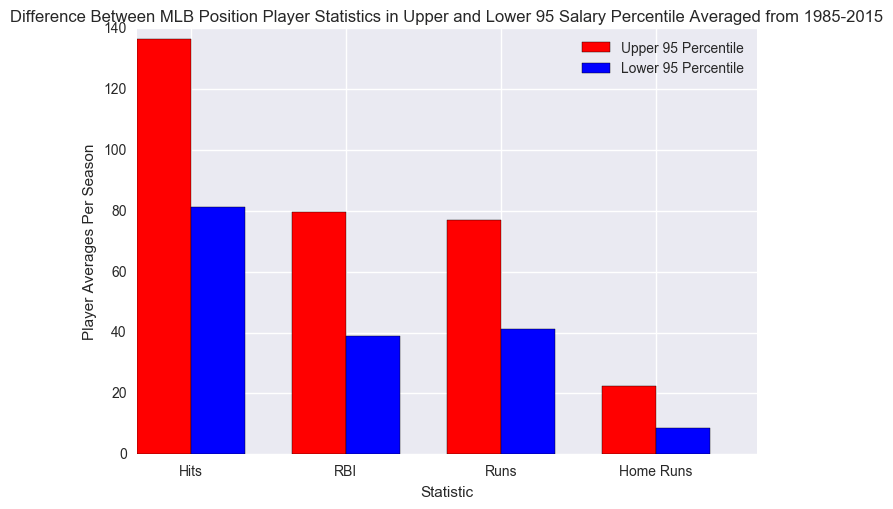 Difference Between MLB Position Player Statistics in Upper and Lower 95 Salary Percentile Averaged from 1985-2015
140
120
100
80
60
40
20
0
Player Averages Per Season
Upper 95 Percentile
Lower 95 Percentile
Hits
RBI
Runs
Home Runs
Statistic